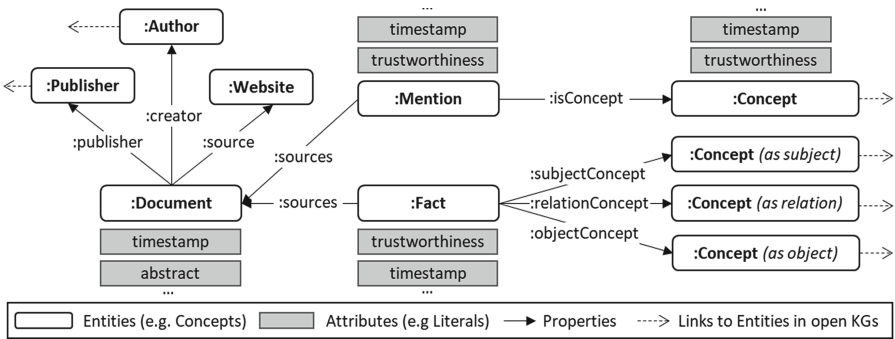 :Author
...
timestamp
trustworthiness
...
timestamp
trustworthiness
:Publisher
:Website
:Mention
:isConcept
:Concept
:creator
:publisher
:source
:sources
:subjectConcept
:Concept (as subject)
:Document
:sources
:Fact
:relationConcept
:Concept (as relation)
:objectConcept
:Concept (as object)
timestamp
abstract
...
trustworthiness
timestamp
...
Entities (e.g. Concepts)
Attributes (e.g Literals)
Properties
Links to Entities in open KGs